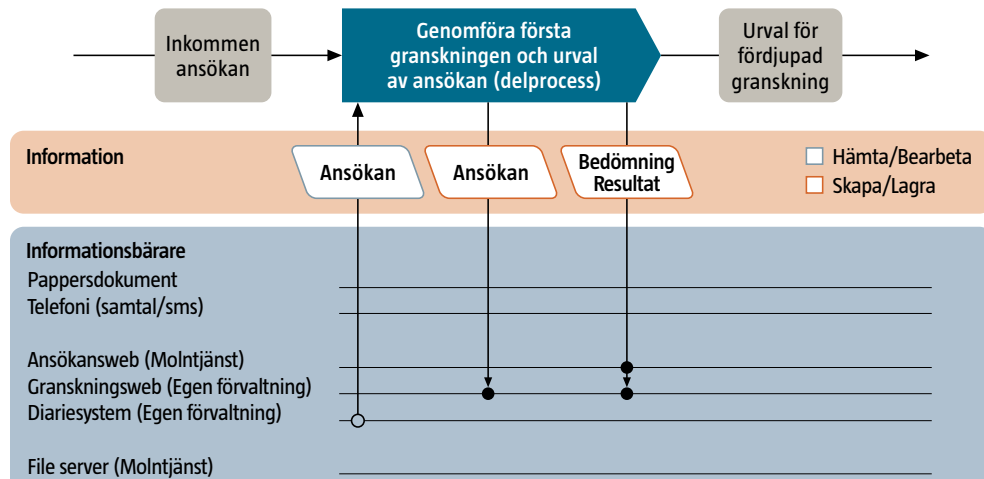 Inkommen
ansökan
Genomföra första
granskningen och urval
av ansökan (delprocess)
Urval för
fördjupad
granskning
Information
Ansökan
Ansökan
Bedömning
Resultat
Hämta/Bearbeta
Skapa/Lagra
Informationsbärare
Pappersdokument
Telefoni (samtal/sms)
Ansökansweb (Molntjänst)
Granskningsweb (Egen förvaltning)
Diariesystem (Egen förvaltning)
File server (Molntjänst)